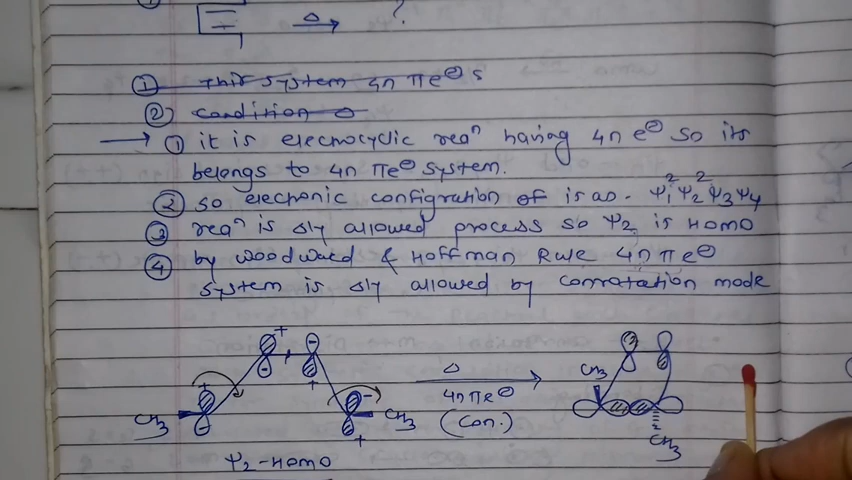 Δ ?
① This system 4n πe⊖s
② condition Δ
→ ① it is elecnocyclic reaⁿ having 4n e⊖ so its
belongs to 4n πe⊖ system.
② so electronic configration of is as. Ψ₁² Ψ₂² Ψ₃ Ψ₄
③ reaⁿ is Δly allowed process so Ψ₂ is HOMO
④ by woodward & Hoffman Rule 4n πe⊖
system is Δly allowed by conrotation mode
+ - + - - +
CH₃ CH₃ Δ CH₃
4n πe⊖
(con.)
CH₃
Ψ₂-HOMO